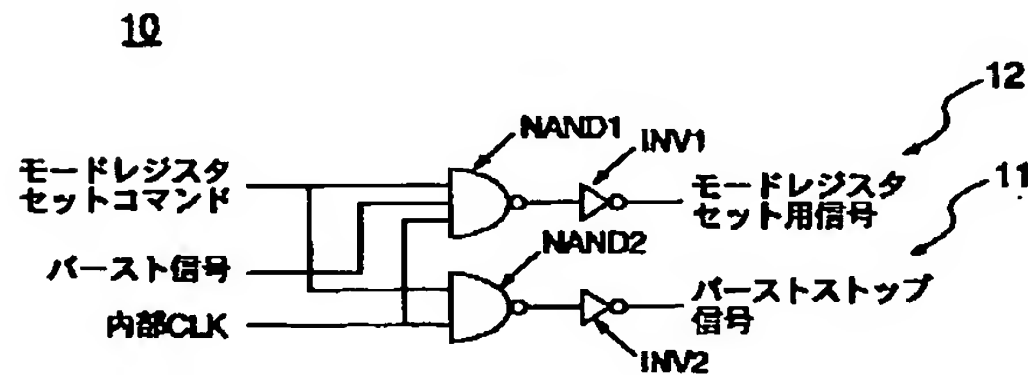 10
12
NAND1
INV1
モードレジスタ
セットコマンド
モードレジスタ
セット用信号
11
NAND2
バースト信号
バーストストップ
信号
内部CLK
INV2